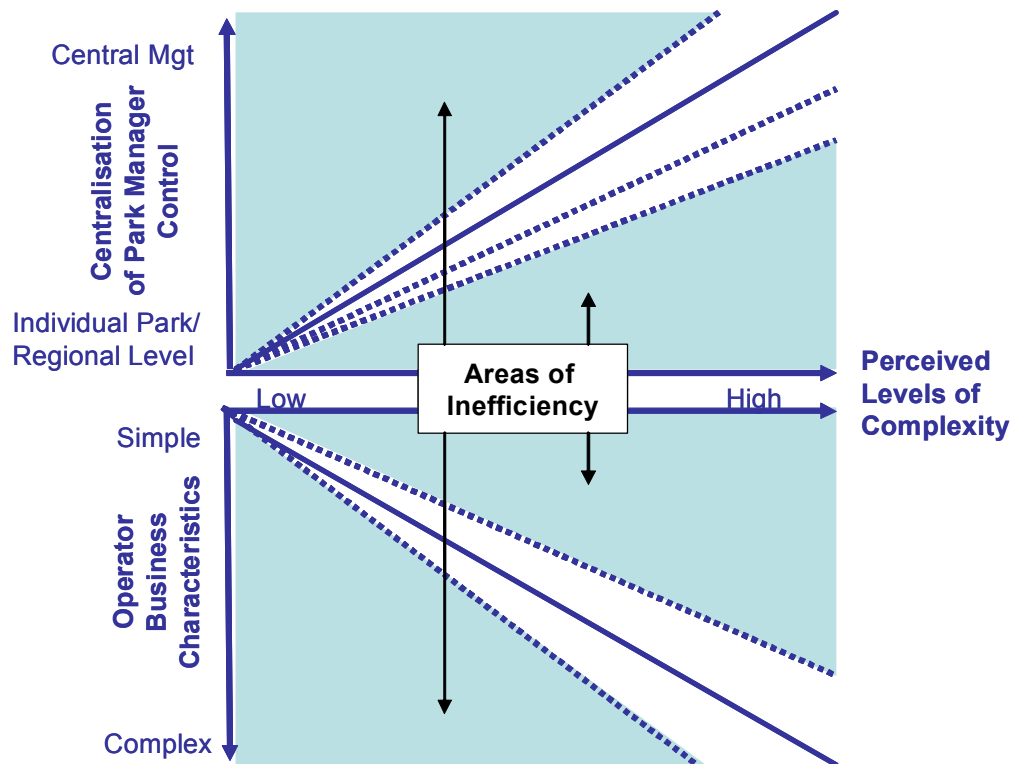 Central Mgt
Centralisation
of Park Manager
Control
Individual Park/
Regional Level
Areas of
Inefficiency
Perceived
Levels of
Complexity
Low
High
Simple
Operator
Business
Characteristics
Complex